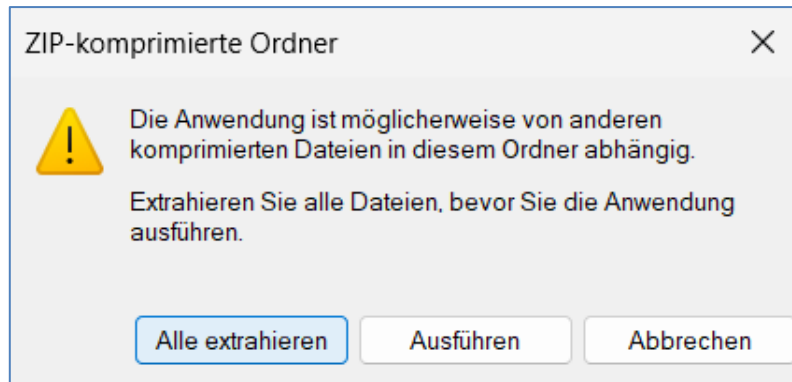 ZIP-komprimierte Ordner
Die Anwendung ist möglicherweise von anderen
komprimierten Dateien in diesem Ordner abhängig.
Extrahieren Sie alle Dateien, bevor Sie die Anwendung
ausführen.
Alle extrahieren Ausführen Abbrechen